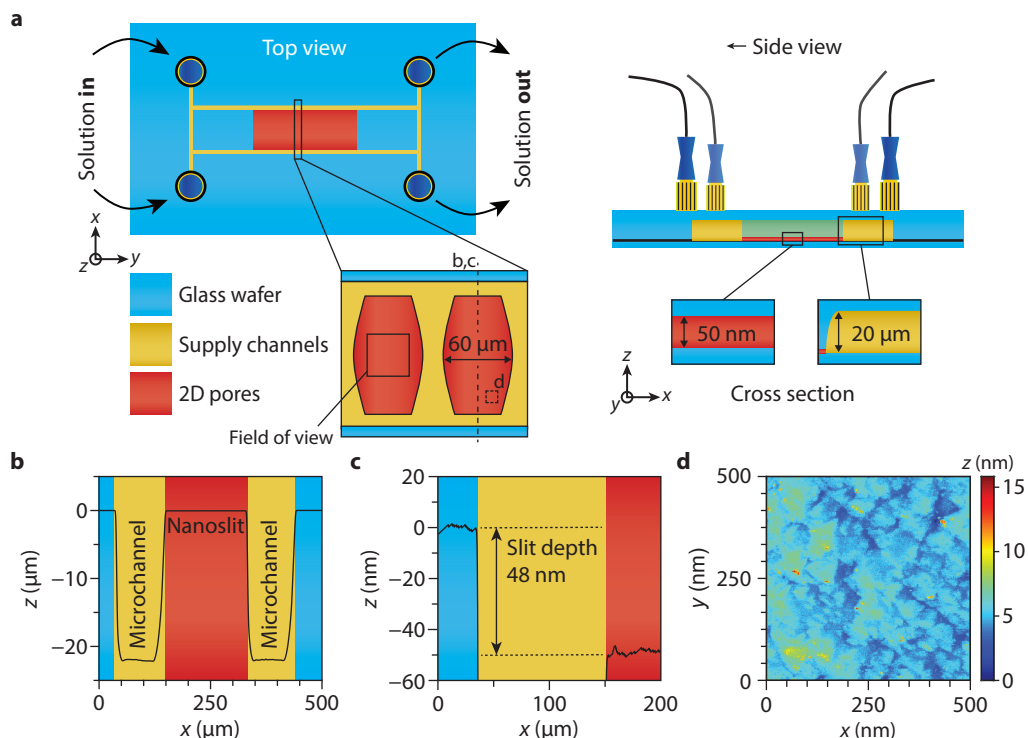 a
Top view
Solution in
Solution out
x
z
y
Glass wafer
Supply channels
2D pores
b,c
60 μm
d
Field of view
← Side view
50 nm
20 μm
z
y
x
Cross section
b
0
−10
−20
z (μm)
Microchannel
Nanoslit
Microchannel
0
250
500
x (μm)
c
20
0
−20
−40
−60
z (nm)
Slit depth
48 nm
0
100
200
x (μm)
d
500
250
0
y (nm)
0
250
500
x (nm)
z (nm)
15
10
5
0